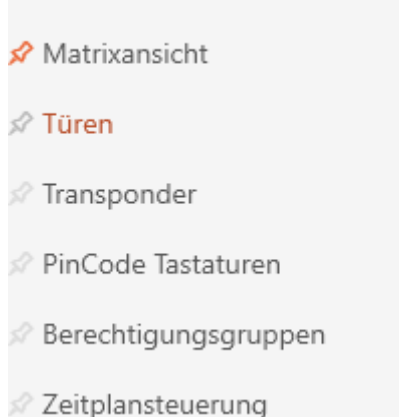 Matrixansicht
Türen
Transponder
PinCode Tastaturen
Berechtigungsgruppen
Zeitplansteuerung